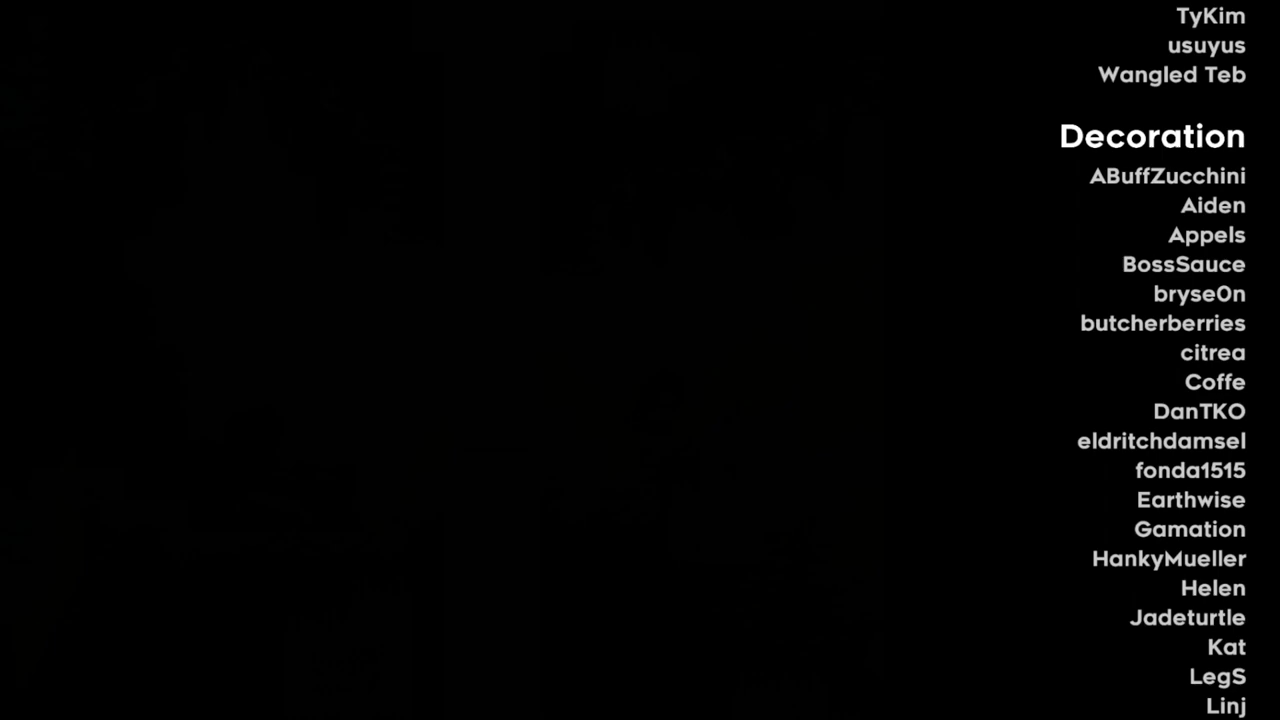 TyKim
usuyus
Wangled Teb
Decoration
ABuffZucchini
Aiden
Appels
BossSauce
bryse0n
butcherberries
citrea
Coffe
DanTKO
eldritchdamsel
fonda1515
Earthwise
Gamation
HankyMueller
Helen
Jadeturtle
Kat
LegS
Linj